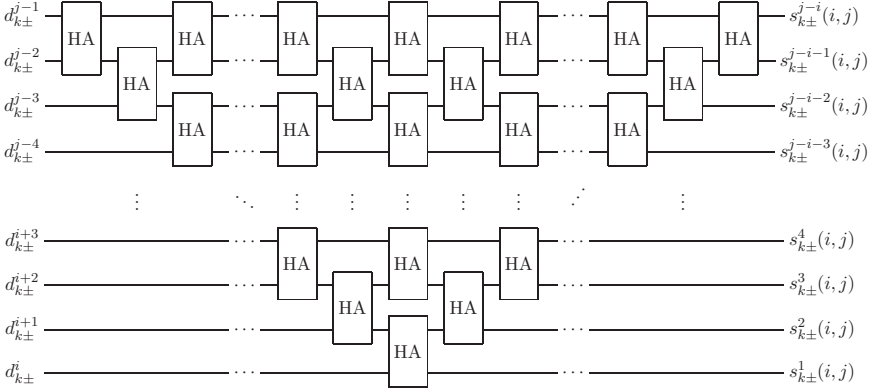 d_{k±}^{j−1} HA HA ⋯ HA HA HA ⋯ HA HA s_{k±}^{j−i}(i, j)
d_{k±}^{j−2} HA ⋯ HA HA ⋯ HA s_{k±}^{j−i−1}(i, j)
d_{k±}^{j−3} HA ⋯ HA HA HA ⋯ HA s_{k±}^{j−i−2}(i, j)
d_{k±}^{j−4} ⋯ ⋯ s_{k±}^{j−i−3}(i, j)
⋮ ⋱ ⋮ ⋮ ⋮ ⋮ ⋮ ⋰ ⋮
d_{k±}^{i+3} ⋯ HA HA HA ⋯ s_{k±}^{4}(i, j)
d_{k±}^{i+2} ⋯ HA HA ⋯ s_{k±}^{3}(i, j)
d_{k±}^{i+1} ⋯ HA ⋯ s_{k±}^{2}(i, j)
d_{k±}^{i} ⋯ ⋯ s_{k±}^{1}(i, j)